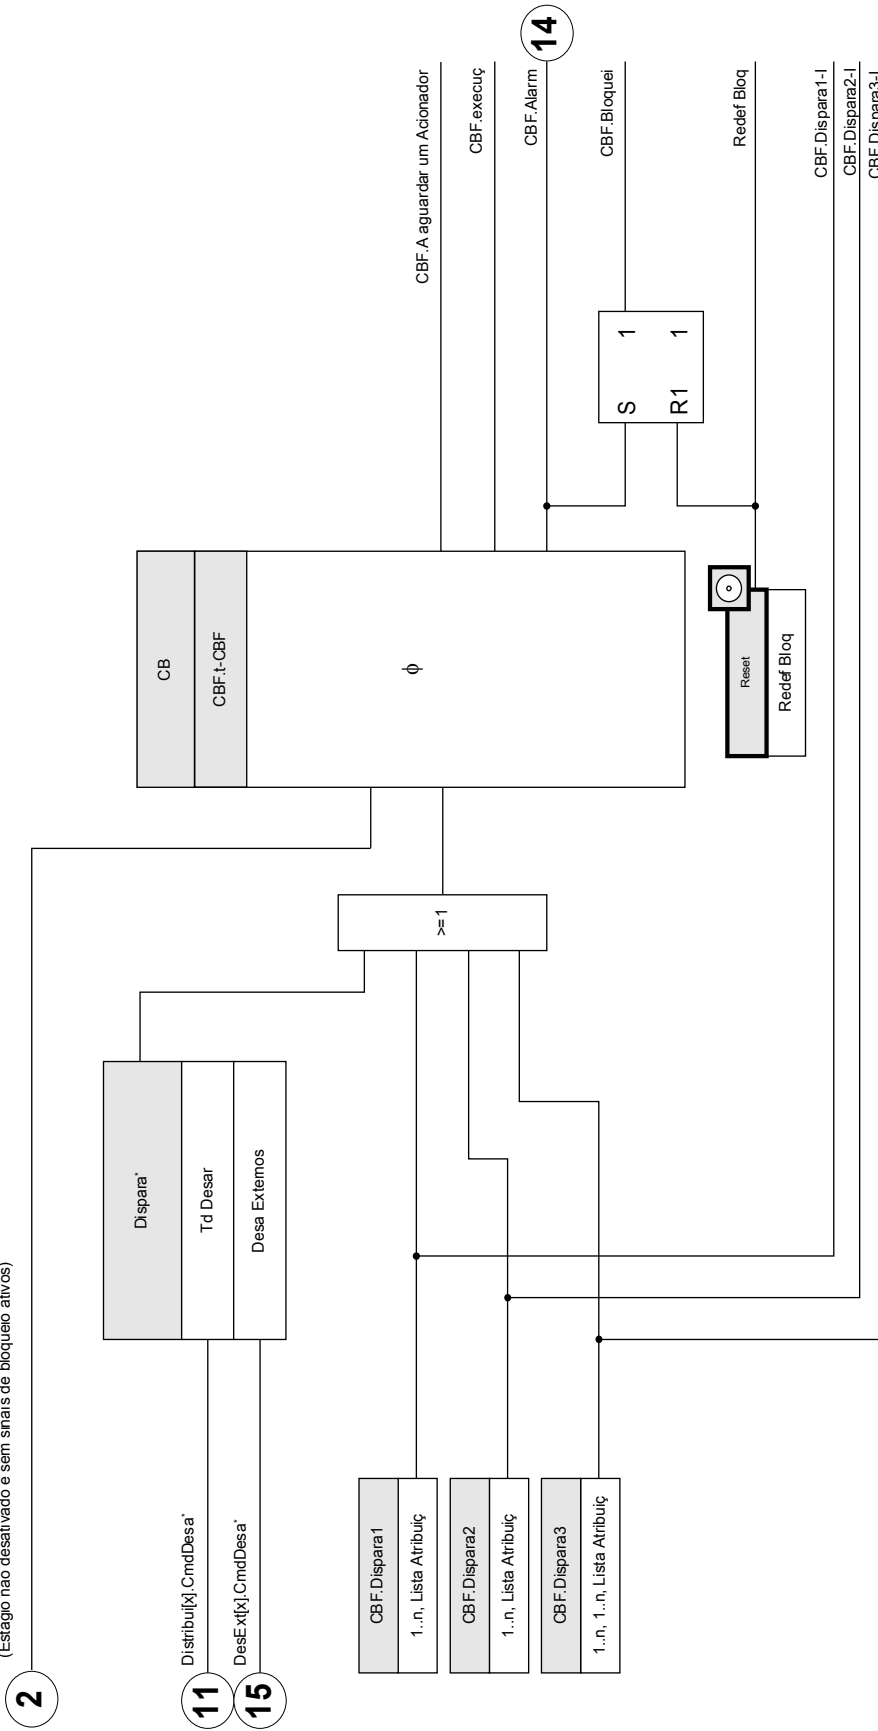 (Estágio não desativado e sem sinais de bloqueio ativos)
2
14
CBF.A aguardar um Acionador
CBF.execuç
CBF.Alarm
CBF.Bloquei
Redef Bloq
CBF.Dispara1-I
CBF.Dispara2-I
CBF.Dispara3-I
CB
CBF.t-CBF
ϕ
S
1
R1
1
Reset
Redef Bloq
>=1
Dispara*
Td Desar
Desa Externos
11
Distribui[x].CmdDesa*
15
DesExt[x].CmdDesa*
CBF.Dispara1
1..n, Lista Atribuiç
CBF.Dispara2
1..n, Lista Atribuiç
CBF.Dispara3
1..n, 1..n, Lista Atribuiç